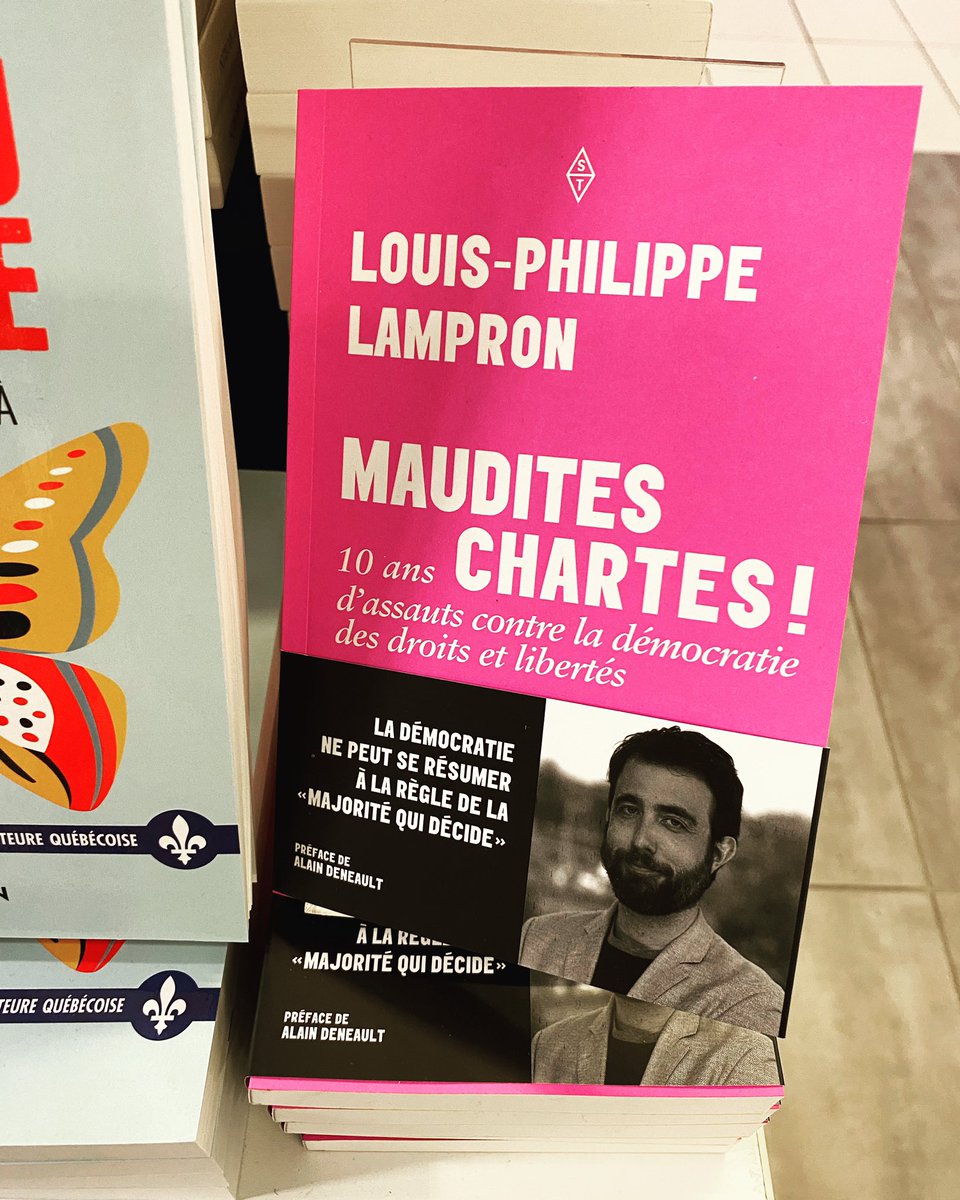 À
TEURE QUÉBÉCOISE
N
TEURE QUÉBÉCOISE
S
T
LOUIS-PHILIPPE
LAMPRON
MAUDITES
CHARTES !
10 ans
d'assauts contre la démocratie
des droits et libertés
LA DÉMOCRATIE
NE PEUT SE RÉSUMER
À LA RÈGLE DE LA
«MAJORITÉ QUI DÉCIDE»
PRÉFACE DE
ALAIN DENEAULT
À LA RÈGLE
«MAJORITÉ QUI DÉCIDE»
PRÉFACE DE
ALAIN DENEAULT